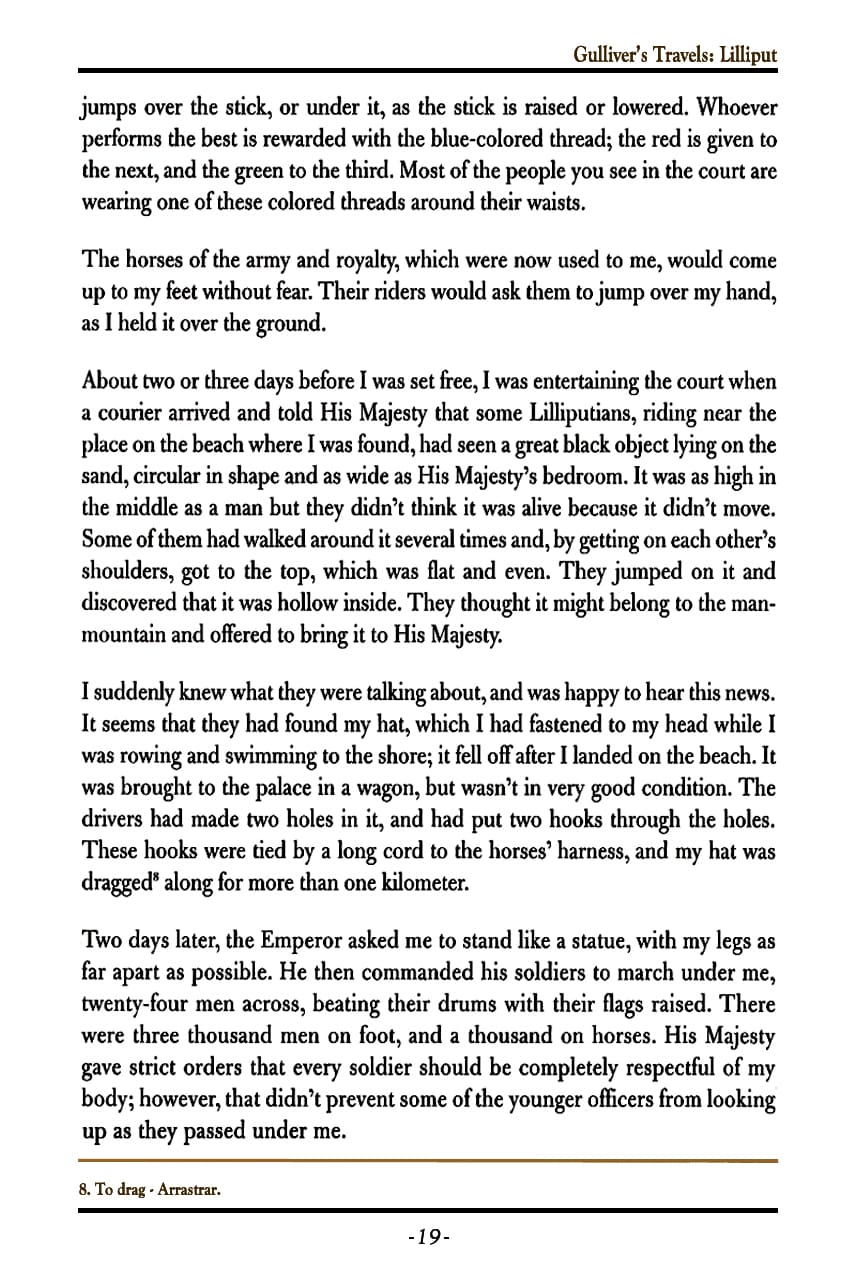 Gulliver's Travels: Lilliput
jumps over the stick, or under it, as the stick is raised or lowered. Whoever
performs the best is rewarded with the blue-colored thread; the red is given to
the next, and the green to the third. Most of the people you see in the court are
wearing one of these colored threads around their waists.
The horses of the army and royalty, which were now used to me, would come
up to my feet without fear. Their riders would ask them to jump over my hand,
as I held it over the ground.
About two or three days before I was set free, I was entertaining the court when
a courier arrived and told His Majesty that some Lilliputians, riding near the
place on the beach where I was found, had seen a great black object lying on the
sand, circular in shape and as wide as His Majesty's bedroom. It was as high in
the middle as a man but they didn't think it was alive because it didn't move.
Some of them had walked around it several times and, by getting on each other's
shoulders, got to the top, which was flat and even. They jumped on it and
discovered that it was hollow inside. They thought it might belong to the man-
mountain and offered to bring it to His Majesty.
I suddenly knew what they were talking about, and was happy to hear this news.
It seems that they had found my hat, which I had fastened to my head while I
was rowing and swimming to the shore; it fell off after I landed on the beach. It
was brought to the palace in a wagon, but wasn't in very good condition. The
drivers had made two holes in it, and had put two hooks through the holes.
These hooks were tied by a long cord to the horses' harness, and my hat was
dragged⁸ along for more than one kilometer.
Two days later, the Emperor asked me to stand like a statue, with my legs as
far apart as possible. He then commanded his soldiers to march under me,
twenty-four men across, beating their drums with their flags raised. There
were three thousand men on foot, and a thousand on horses. His Majesty
gave strict orders that every soldier should be completely respectful of my
body; however, that didn't prevent some of the younger officers from looking
up as they passed under me.
8. To drag - Arrastrar.
-19-